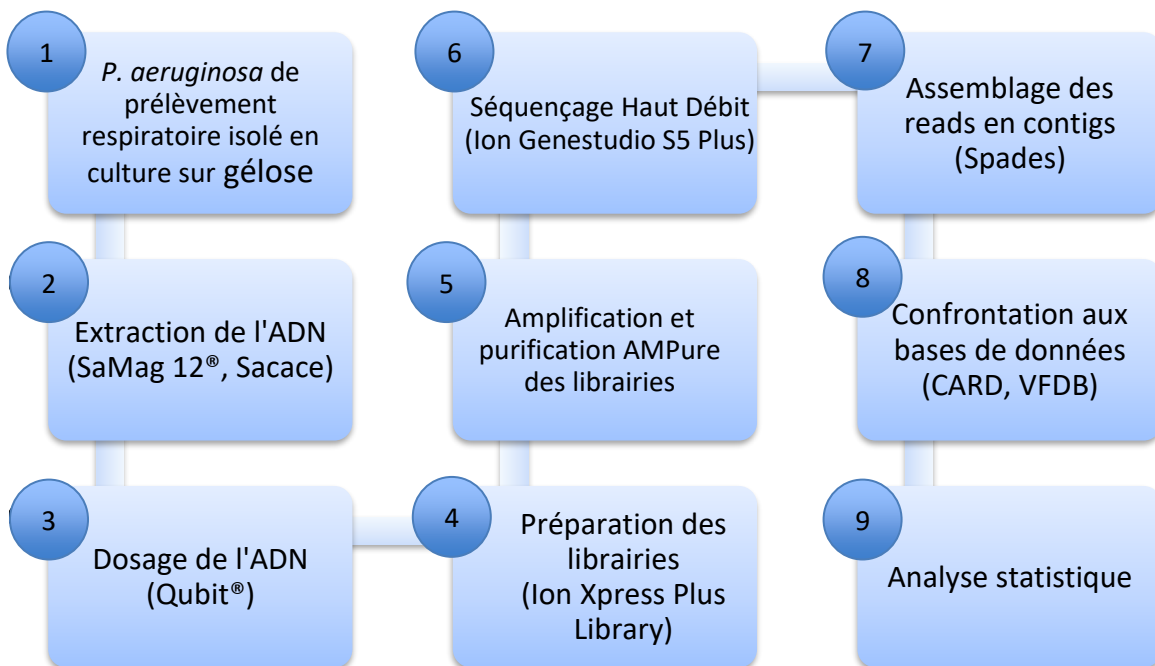 1
P. aeruginosa de
prélèvement
respiratoire isolé en
culture sur gélose
2
Extraction de l'ADN
(SaMag 12®, Sacace)
3
Dosage de l'ADN
(Qubit®)
4
Préparation des
librairies
(Ion Xpress Plus
Library)
5
Amplification et
purification AMPure
des librairies
6
Séquençage Haut Débit
(Ion Genestudio S5 Plus)
7
Assemblage des
reads en contigs
(Spades)
8
Confrontation aux
bases de données
(CARD, VFDB)
9
Analyse statistique